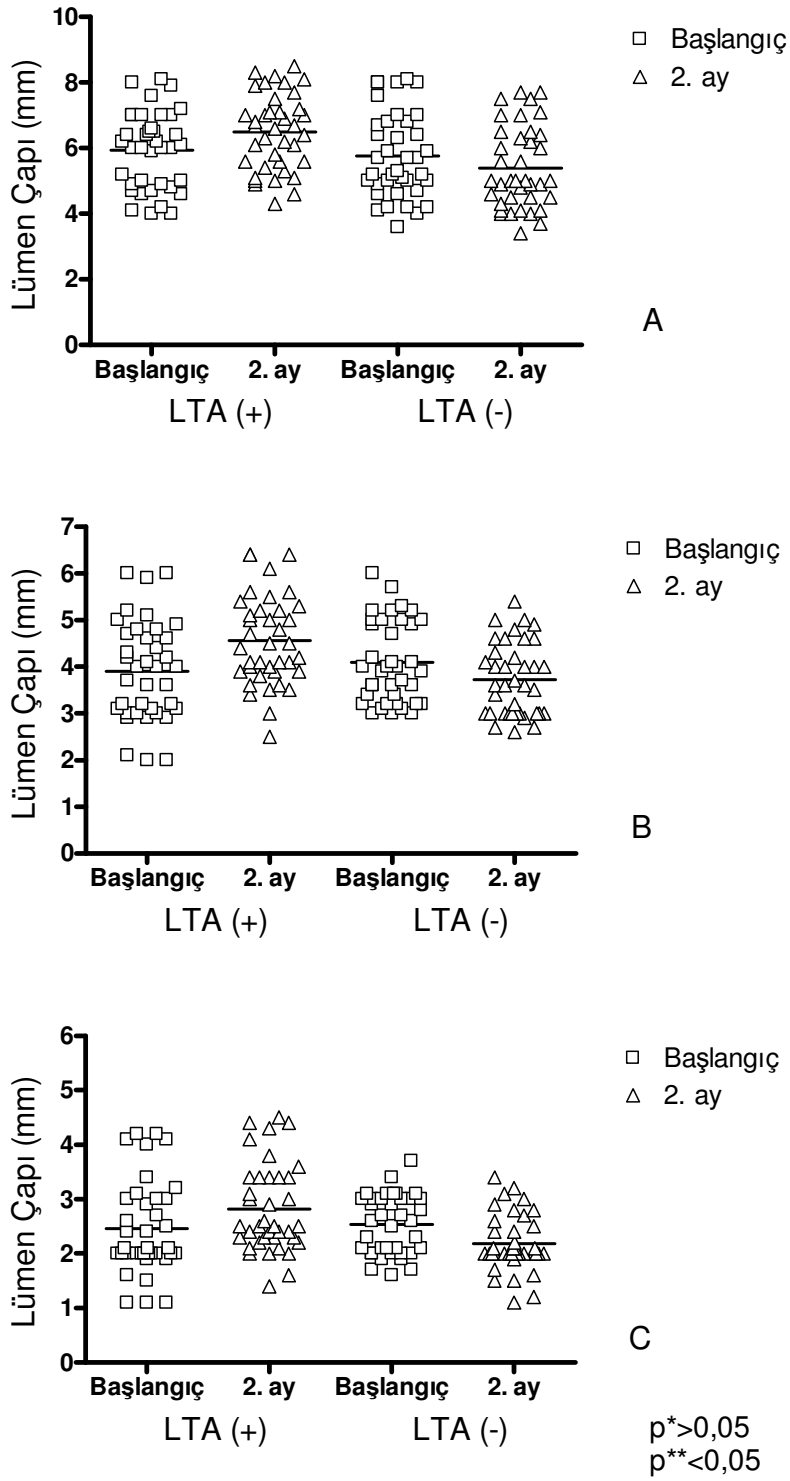 10
8
6
4
2
0
Lümen Çapı (mm)
Başlangıç
2. ay
A
Başlangıç 2. ay Başlangıç 2. ay
LTA (+) LTA (-)
7
6
5
4
3
2
1
0
Lümen Çapı (mm)
Başlangıç
2. ay
B
Başlangıç 2. ay Başlangıç 2. ay
LTA (+) LTA (-)
6
5
4
3
2
1
0
Lümen Çapı (mm)
Başlangıç
2. ay
C
Başlangıç 2. ay Başlangıç 2. ay
LTA (+) LTA (-)
p*>0,05
p**<0,05